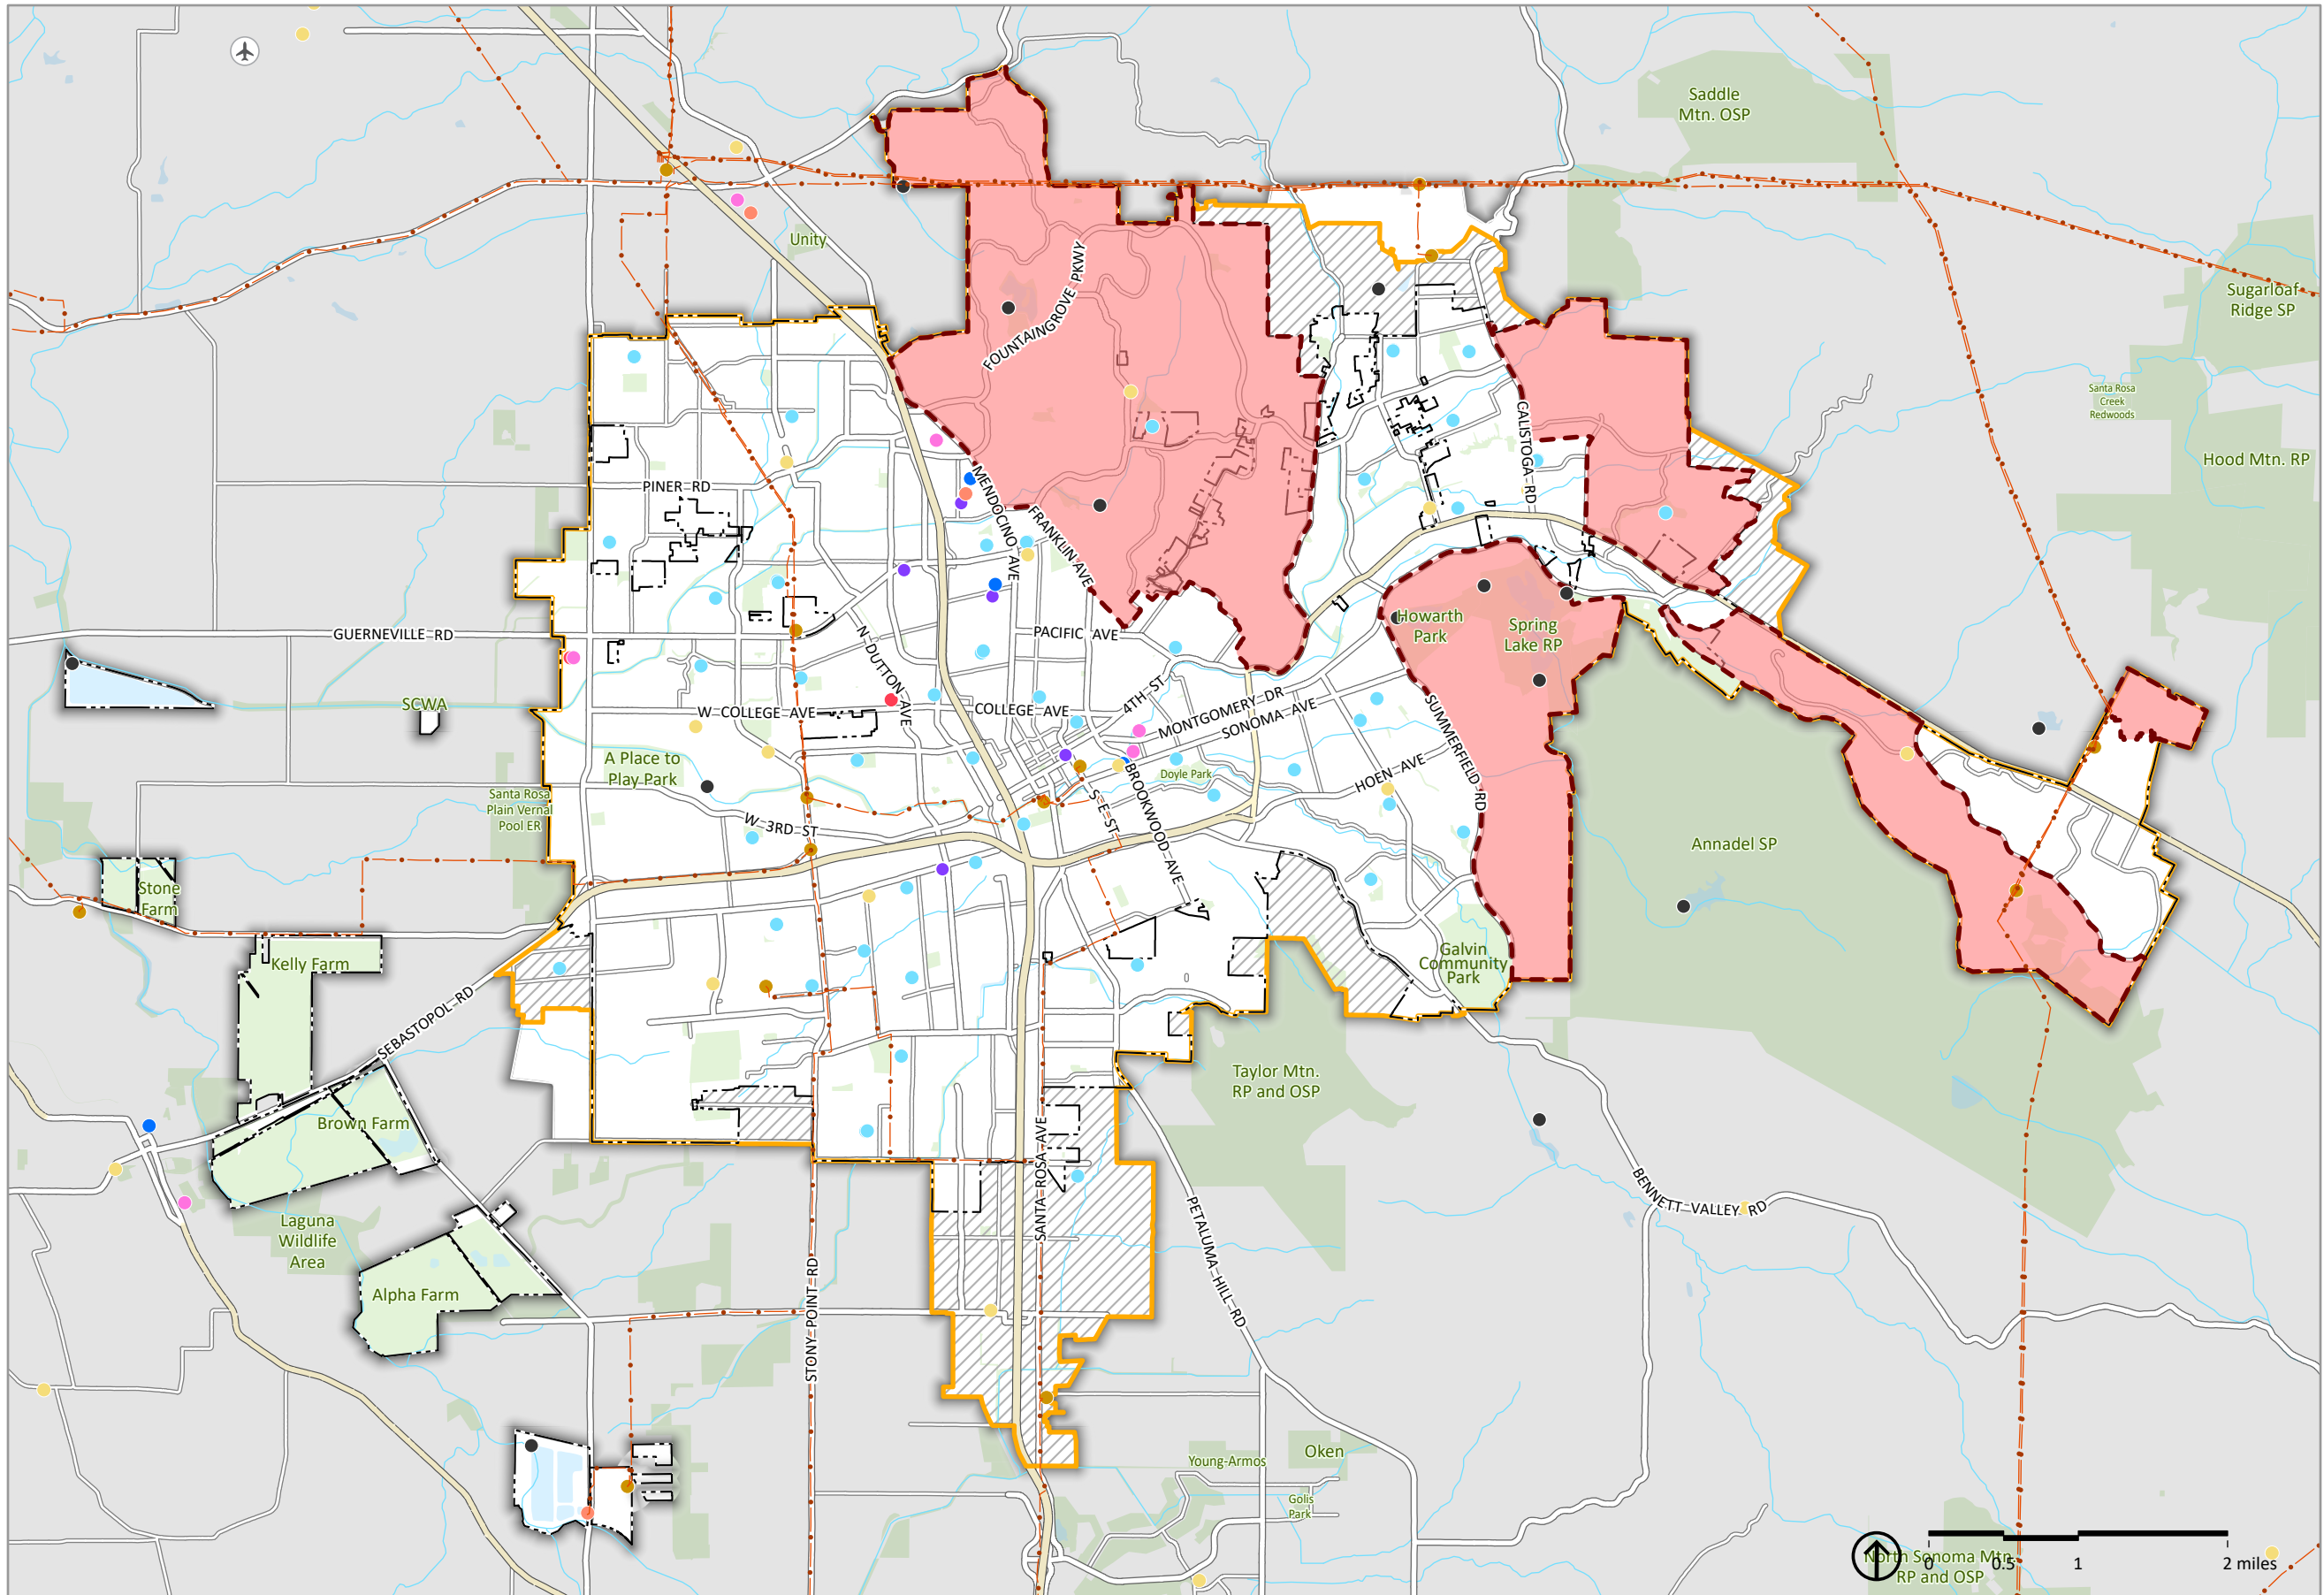 Saddle
Mtn. OSP
Unity
FOUNTAINGROVE PKWY
Sugarloaf
Ridge SP
Santa Rosa
Creek
Redwoods
CALISTOGA RD
Hood Mtn. RP
PINER RD
MENDOCINO AVE
FRANKLIN AVE
GUERNEVILLE RD
N DUTTON AVE
PACIFIC AVE
Howarth
Park
Spring
Lake RP
SCWA
W COLLEGE AVE
COLLEGE AVE
4TH ST
MONTGOMERY DR
SONOMA AVE
SUMMERFIELD RD
A Place to
Play Park
Doyle Park
HOEN AVE
Santa Rosa
Plain Vernal
Pool ER
W 3RD ST
S E ST
BROOKWOOD AVE
Annadel SP
Stone
Farm
Kelly Farm
Galvin
Community
Park
SEBASTOPOL RD
Taylor Mtn.
RP and OSP
Brown Farm
Laguna
Wildlife
Area
SANTA ROSA AVE
BENNETT VALLEY RD
PETALUMA HILL RD
STONY POINT RD
Alpha Farm
Oken
Young-Armos
Golis
Park
North Sonoma Mtn.
RP and OSP
0 0.5 1 2 miles